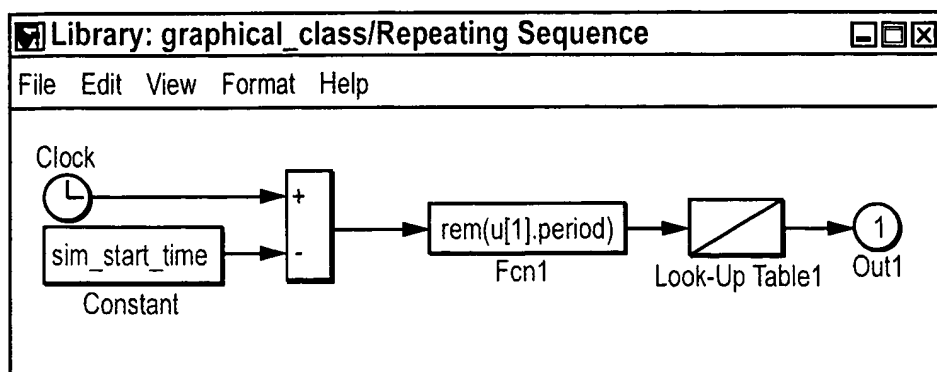 Library: graphical_class/Repeating Sequence
File Edit View Format Help
Clock
+
sim_start_time
-
Constant
rem(u[1].period)
Fcn1
Look-Up Table1
1
Out1